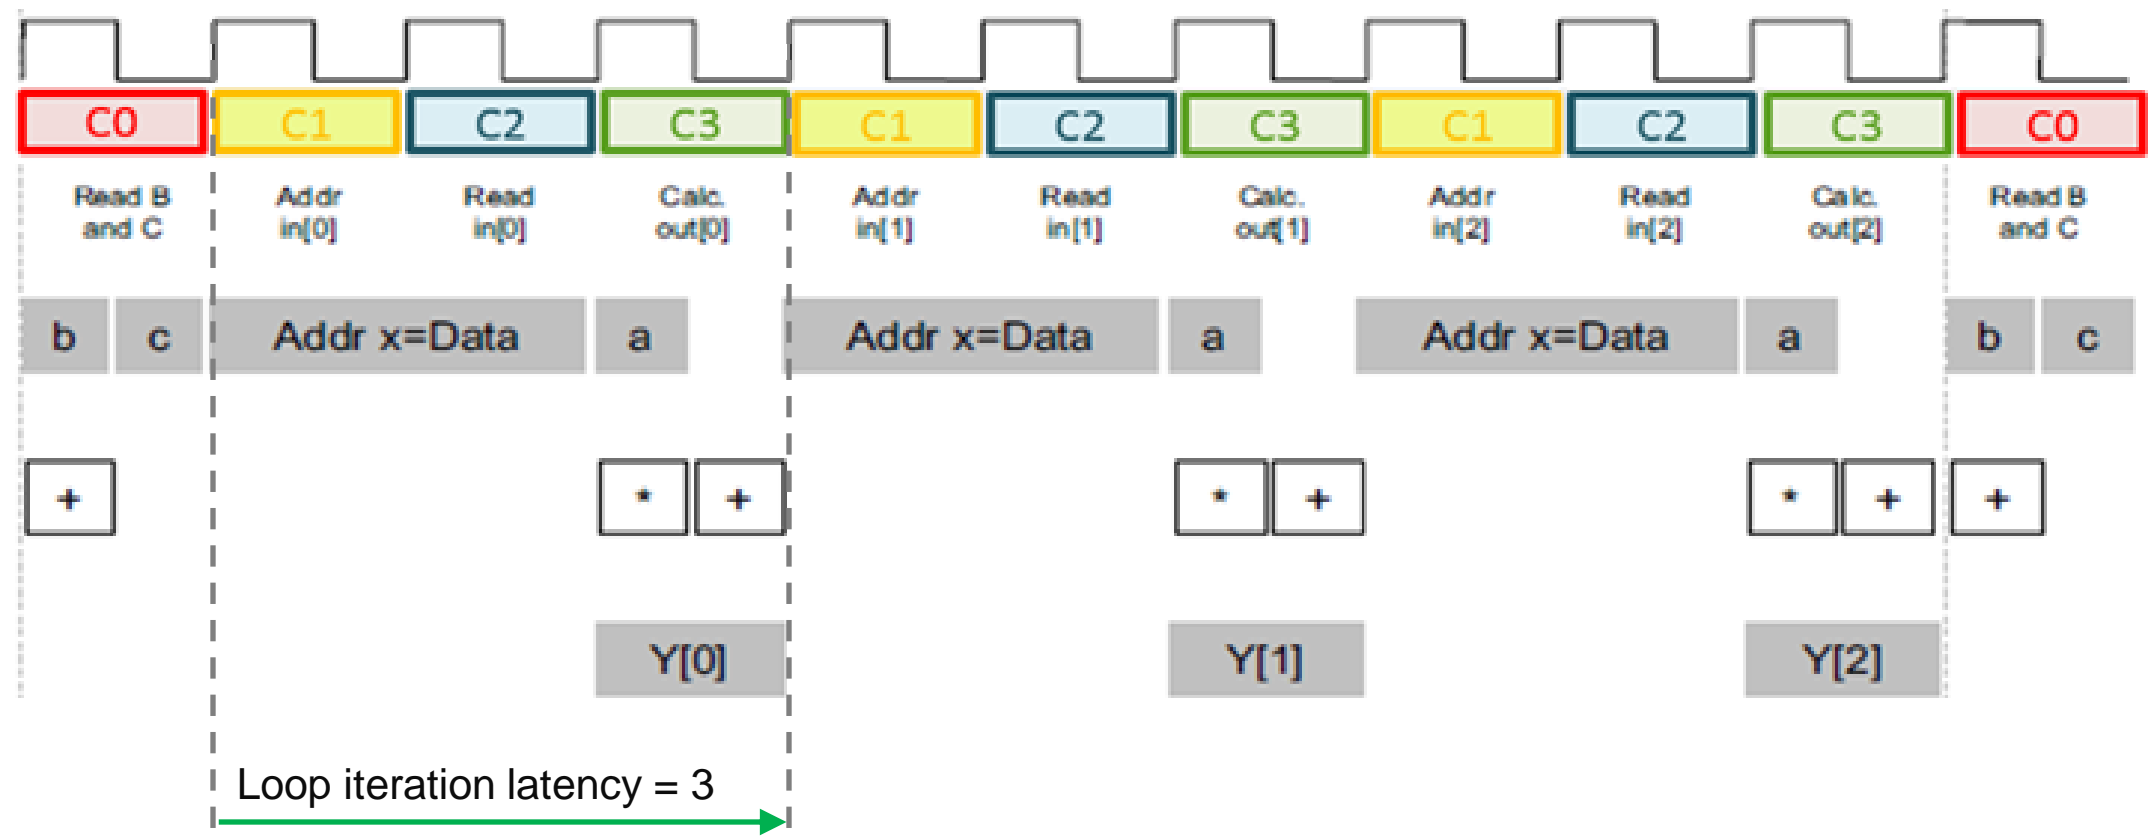 C0 C1 C2 C3 C1 C2 C3 C1 C2 C3 C0
Read B Addr Read Calc. Addr Read Calc. Addr Read Calc. Read B
and C in[0] in[0] out[0] in[1] in[1] out[1] in[2] in[2] out[2] and C
b c Addr x=Data a Addr x=Data a Addr x=Data a b c
+ * + * + * + +
Y[0] Y[1] Y[2]
Loop iteration latency = 3